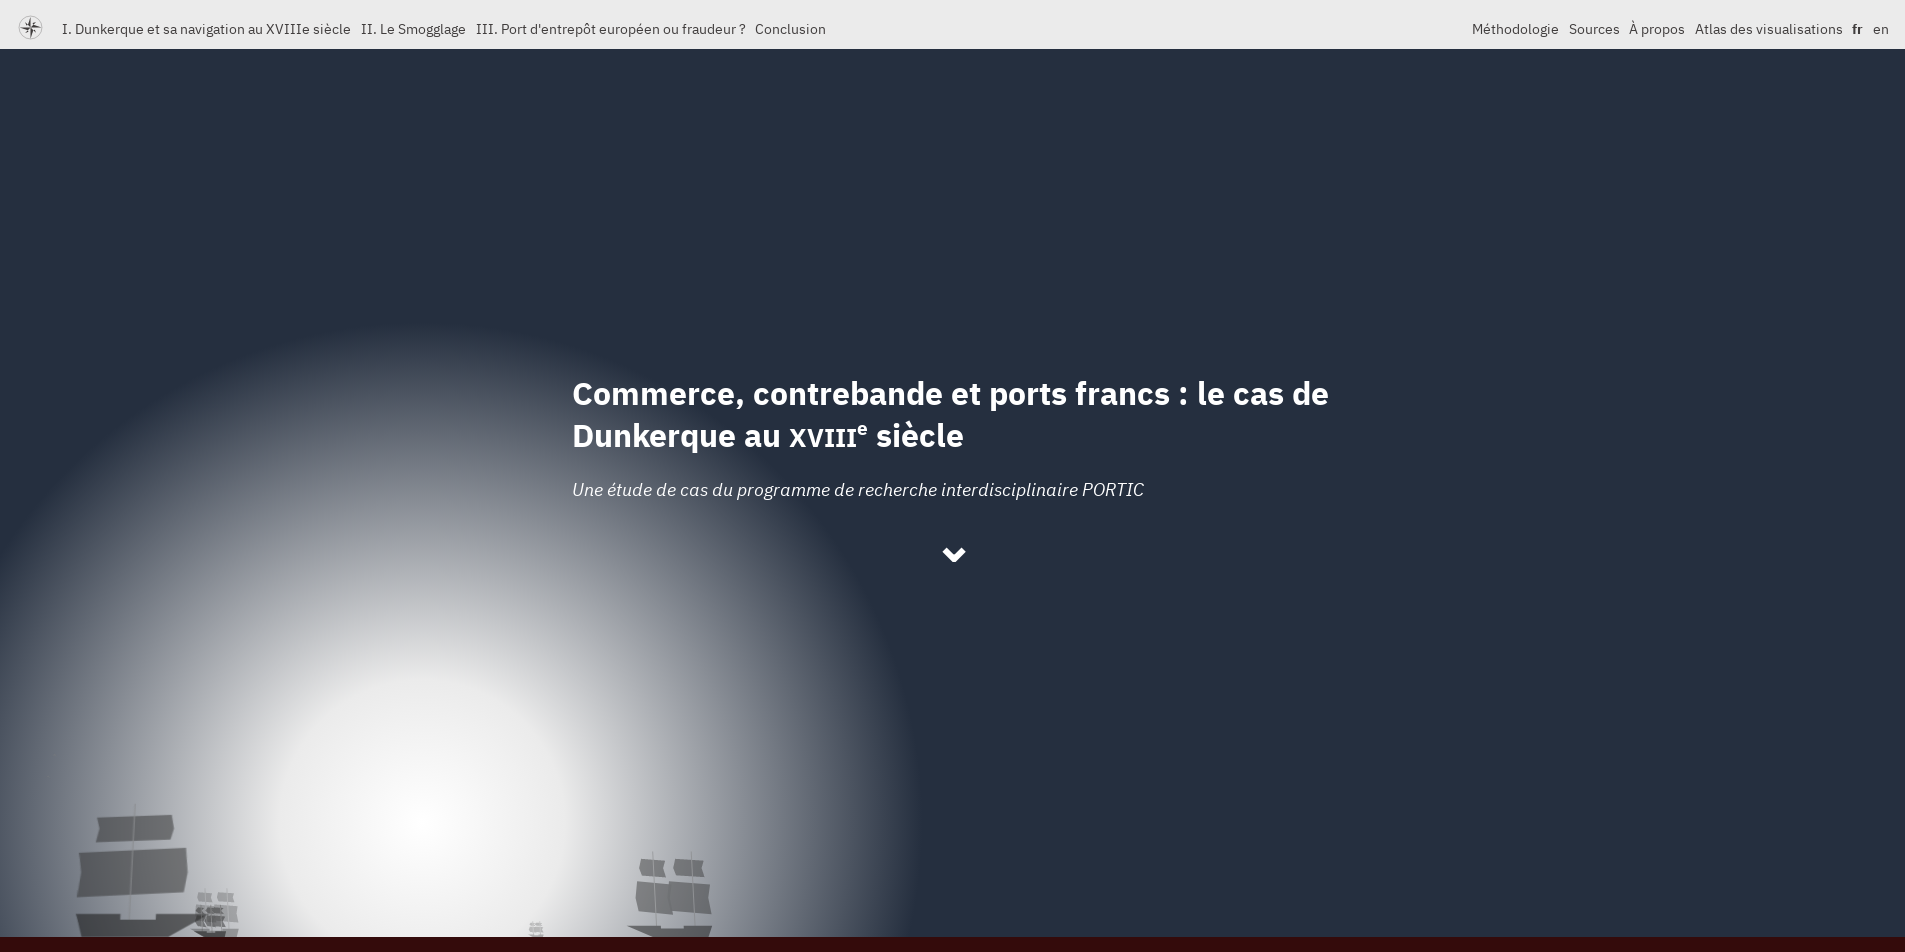 I. Dunkerque et sa navigation au XVIIIe siècle II. Le Smogglage III. Port d'entrepôt européen ou fraudeur ? Conclusion Méthodologie Sources À propos Atlas des visualisations fr en
Commerce, contrebande et ports francs : le cas de
Dunkerque au XVIIIe siècle
Une étude de cas du programme de recherche interdisciplinaire PORTIC